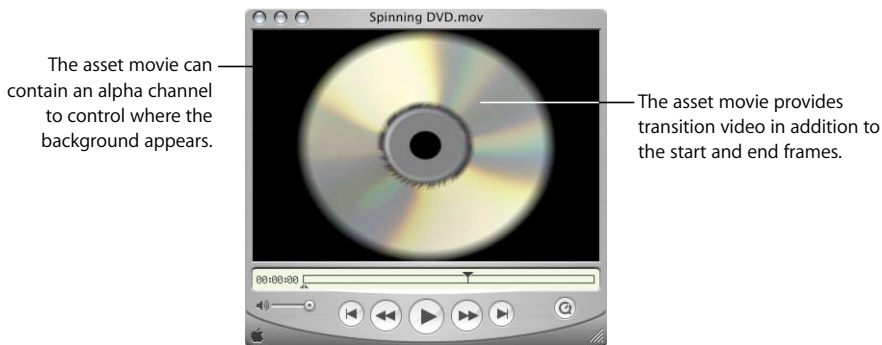 Spinning DVD.mov
The asset movie can
contain an alpha channel
to control where the
background appears.
The asset movie provides
transition video in addition to
the start and end frames.
00:00:00